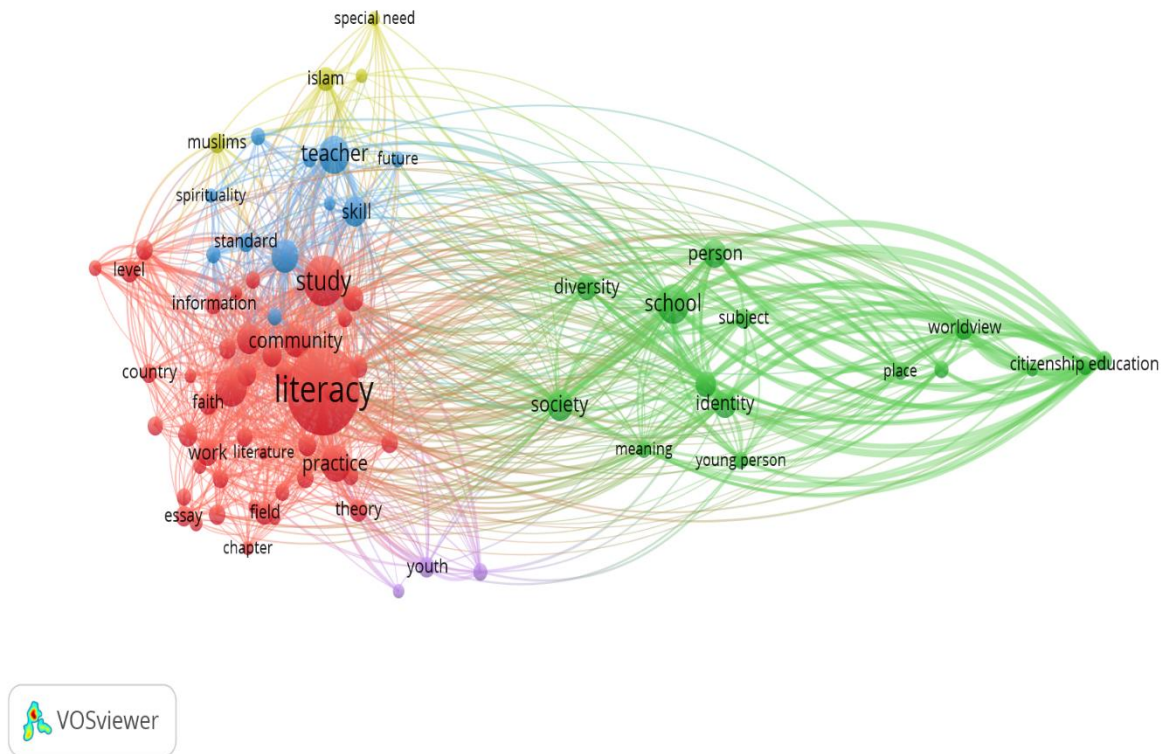 special need
islam
muslims
teacher
future
spirituality
skill
standard
level
study
information
community
country
literacy
faith
work
literature
practice
essay
field
theory
chapter
youth
person
diversity
school
subject
worldview
place
citizenship education
society
identity
meaning
young person
VOSviewer